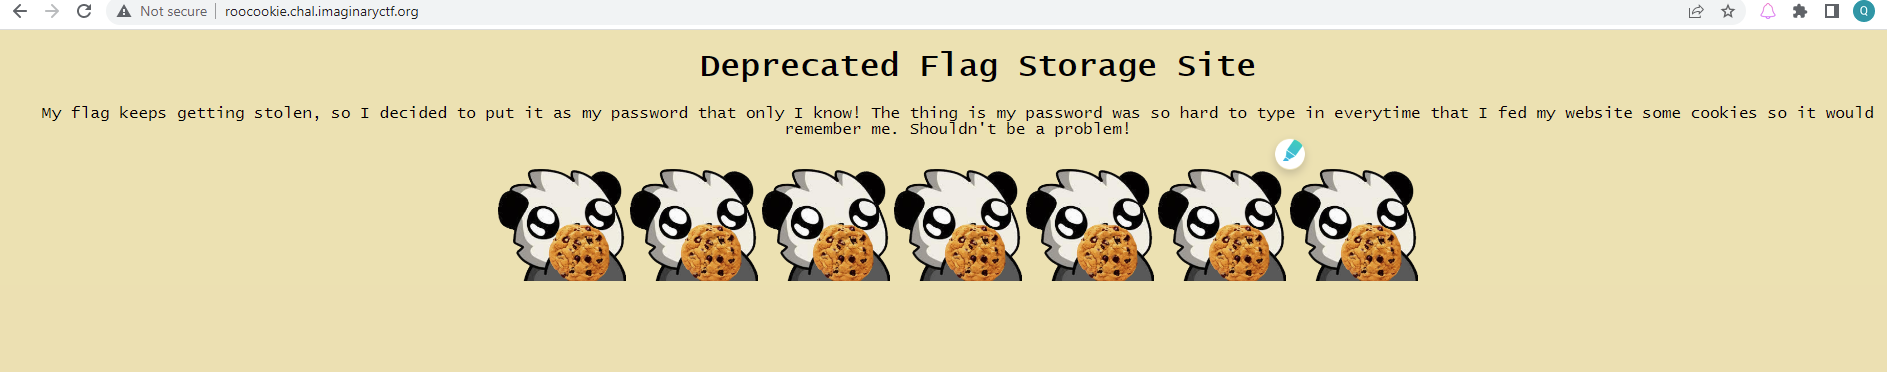 Not secure | roocookie.chal.imaginaryctf.org
Q
Deprecated Flag Storage Site
My flag keeps getting stolen, so I decided to put it as my password that only I know! The thing is my password was so hard to type in everytime that I fed my website some cookies so it would
remember me. Shouldn't be a problem!